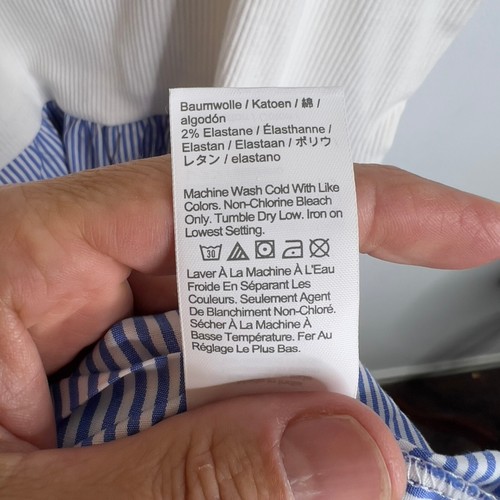 Baumwolle / Katoen / 綿 /
algodón
2% Elastane / Élasthanne /
Elastan / Elastaan / ポリウ
レタン / elastano
Machine Wash Cold With Like
Colors. Non-Chlorine Bleach
Only. Tumble Dry Low. Iron on
Lowest Setting.
30
Laver À La Machine À L'Eau
Froide En Séparant Les
Couleurs. Seulement Agent
De Blanchiment Non-Chloré.
Sécher À La Machine À
Basse Température. Fer Au
Réglage Le Plus Bas.